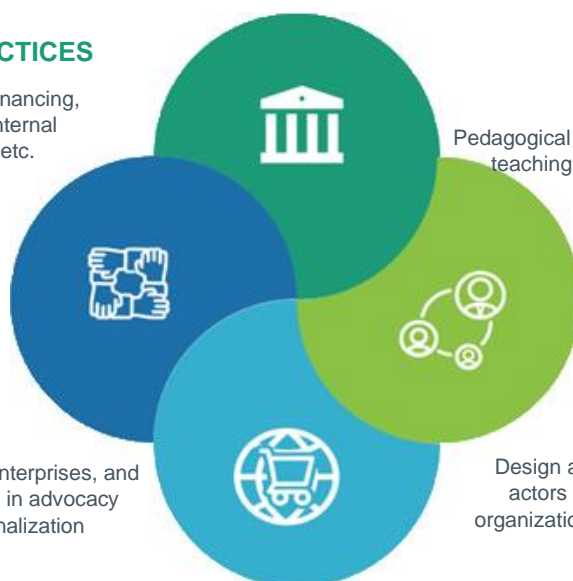 CTICES
nancing,
nternal
etc.
Pedagogical
teaching
nterprises, and
in advocacy
nalization
Design a
actors
organizatio